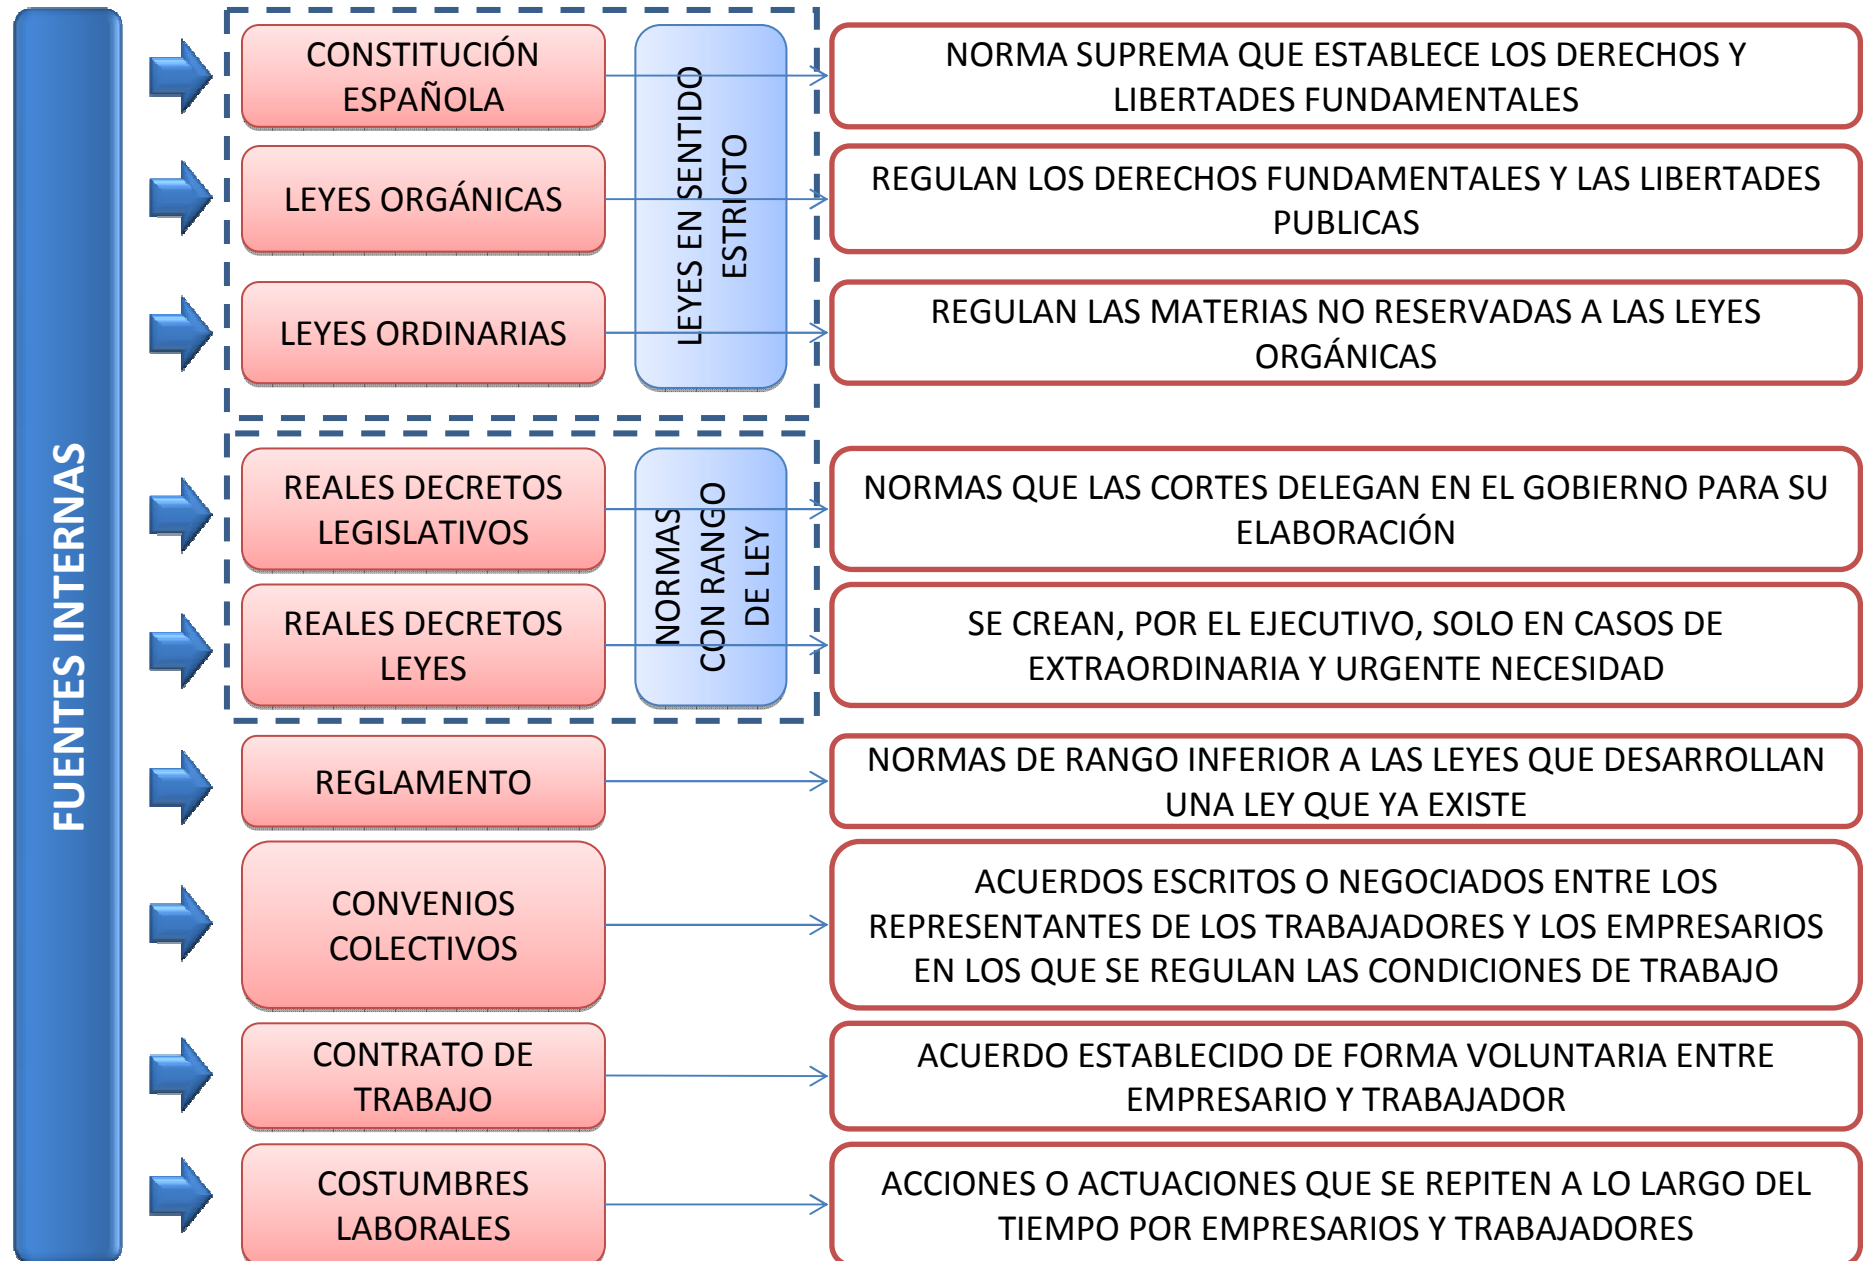 FUENTES INTERNAS
CONSTITUCIÓN
ESPAÑOLA
LEYES EN SENTIDO
ESTRICTO
NORMA SUPREMA QUE ESTABLECE LOS DERECHOS Y
LIBERTADES FUNDAMENTALES
LEYES ORGÁNICAS
REGULAN LOS DERECHOS FUNDAMENTALES Y LAS LIBERTADES
PUBLICAS
LEYES ORDINARIAS
REGULAN LAS MATERIAS NO RESERVADAS A LAS LEYES
ORGÁNICAS
REALES DECRETOS
LEGISLATIVOS
NORMAS
CON RANGO
DE LEY
NORMAS QUE LAS CORTES DELEGAN EN EL GOBIERNO PARA SU
ELABORACIÓN
REALES DECRETOS
LEYES
SE CREAN, POR EL EJECUTIVO, SOLO EN CASOS DE
EXTRAORDINARIA Y URGENTE NECESIDAD
REGLAMENTO
NORMAS DE RANGO INFERIOR A LAS LEYES QUE DESARROLLAN
UNA LEY QUE YA EXISTE
CONVENIOS
COLECTIVOS
ACUERDOS ESCRITOS O NEGOCIADOS ENTRE LOS
REPRESENTANTES DE LOS TRABAJADORES Y LOS EMPRESARIOS
EN LOS QUE SE REGULAN LAS CONDICIONES DE TRABAJO
CONTRATO DE
TRABAJO
ACUERDO ESTABLECIDO DE FORMA VOLUNTARIA ENTRE
EMPRESARIO Y TRABAJADOR
COSTUMBRES
LABORALES
ACCIONES O ACTUACIONES QUE SE REPITEN A LO LARGO DEL
TIEMPO POR EMPRESARIOS Y TRABAJADORES